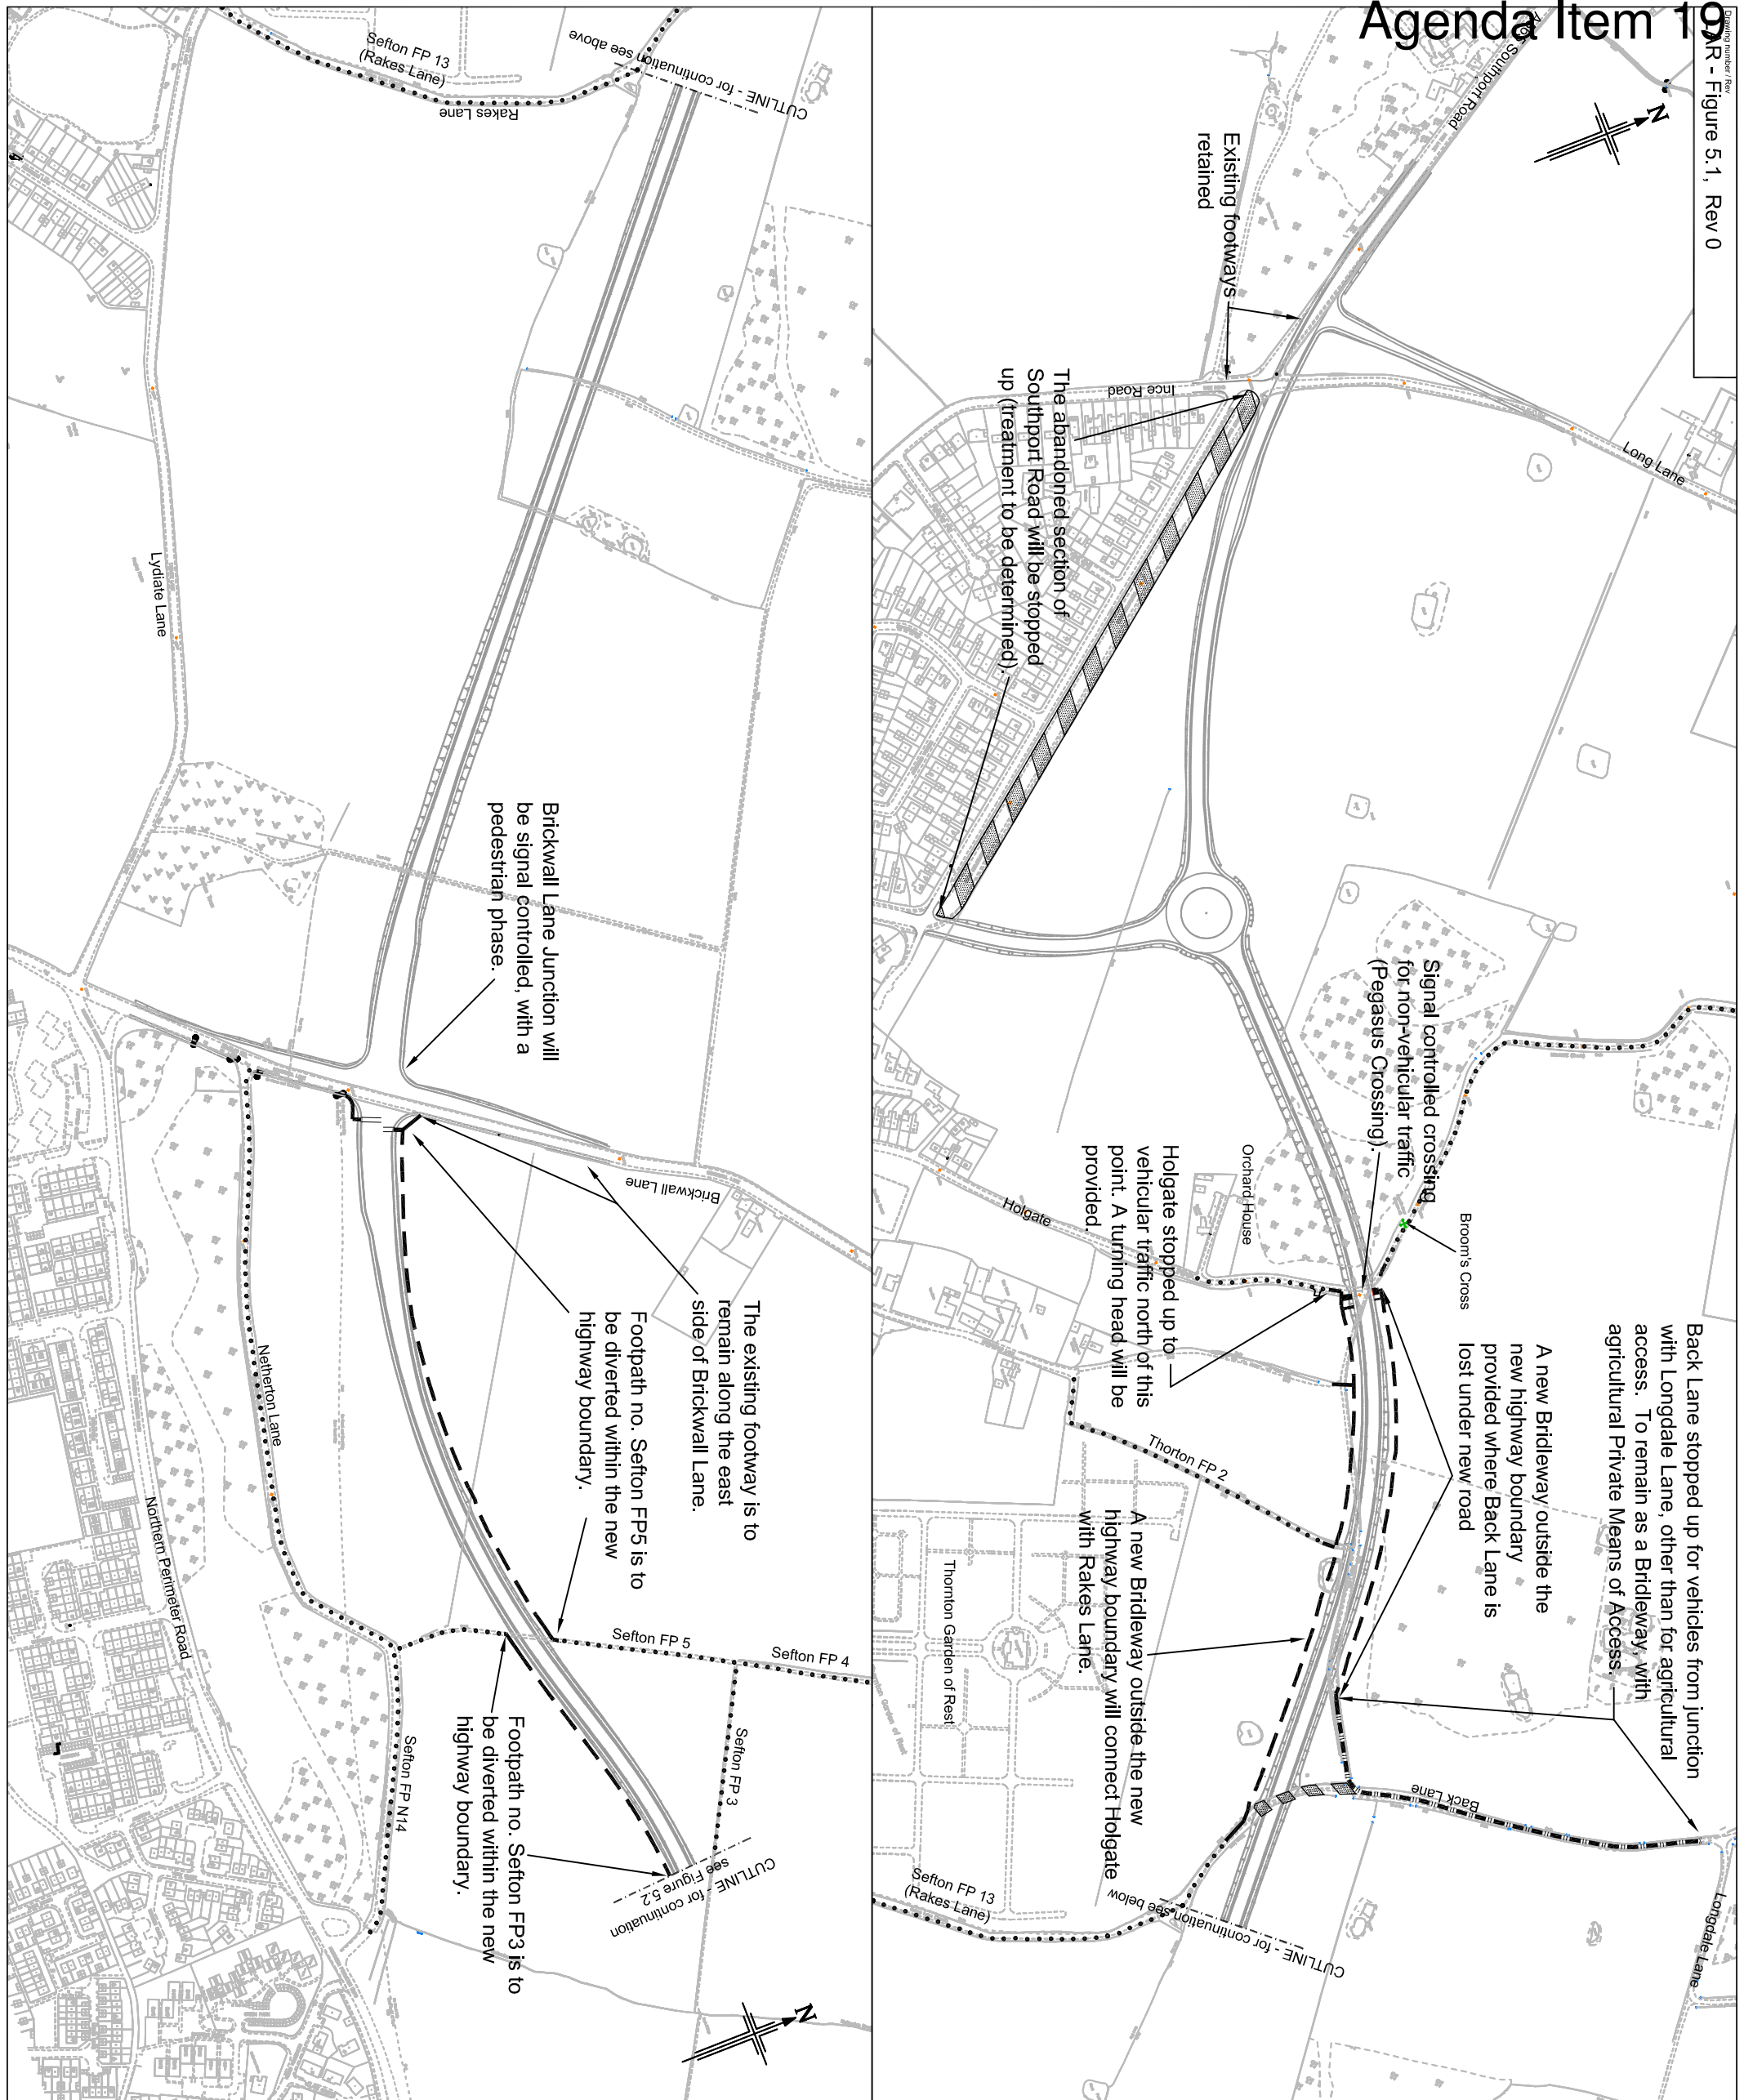 Agenda Item 19
Drawing number / Rev
AR - Figure 5.1, Rev 0
N
Southport Road
Existing footways
retained
Ince Road
Long Lane
The abandoned section of
Southport Road will be stopped
up (treatment to be determined).
Signal controlled crossing
for non-vehicular traffic
(Pegasus Crossing).
Broom's Cross
Orchard House
Holgate
Holgate stopped up to
vehicular traffic north of this
point. A turning head will be
provided.
Back Lane stopped up for vehicles from junction
with Longdale Lane, other than for agricultural
access. To remain as a Bridleway, with
agricultural Private Means of Access.
A new Bridleway outside the
new highway boundary
provided where Back Lane is
lost under new road
Thorton FP 2
A new Bridleway outside the new
highway boundary will connect Holgate
with Rakes Lane.
Thornton Garden of Rest
Back Lane
Longdale Lane
Sefton FP 13
(Rakes Lane)
CUTLINE - for continuation see below
Sefton FP 13
(Rakes Lane)
Rakes Lane
CUTLINE - for continuation see above
Lydiate Lane
Brickwall Lane Junction will
be signal controlled, with a
pedestrian phase.
Brickwall Lane
The existing footway is to
remain along the east
side of Brickwall Lane.
Footpath no. Sefton FP5 is to
be diverted within the new
highway boundary.
Netherton Lane
Northern Perimeter Road
Sefton FP 5
Sefton FP 4
Sefton FP 3
Sefton FP N14
Footpath no. Sefton FP3 is to
be diverted within the new
highway boundary.
CUTLINE - for continuation
see Figure 5.2
N